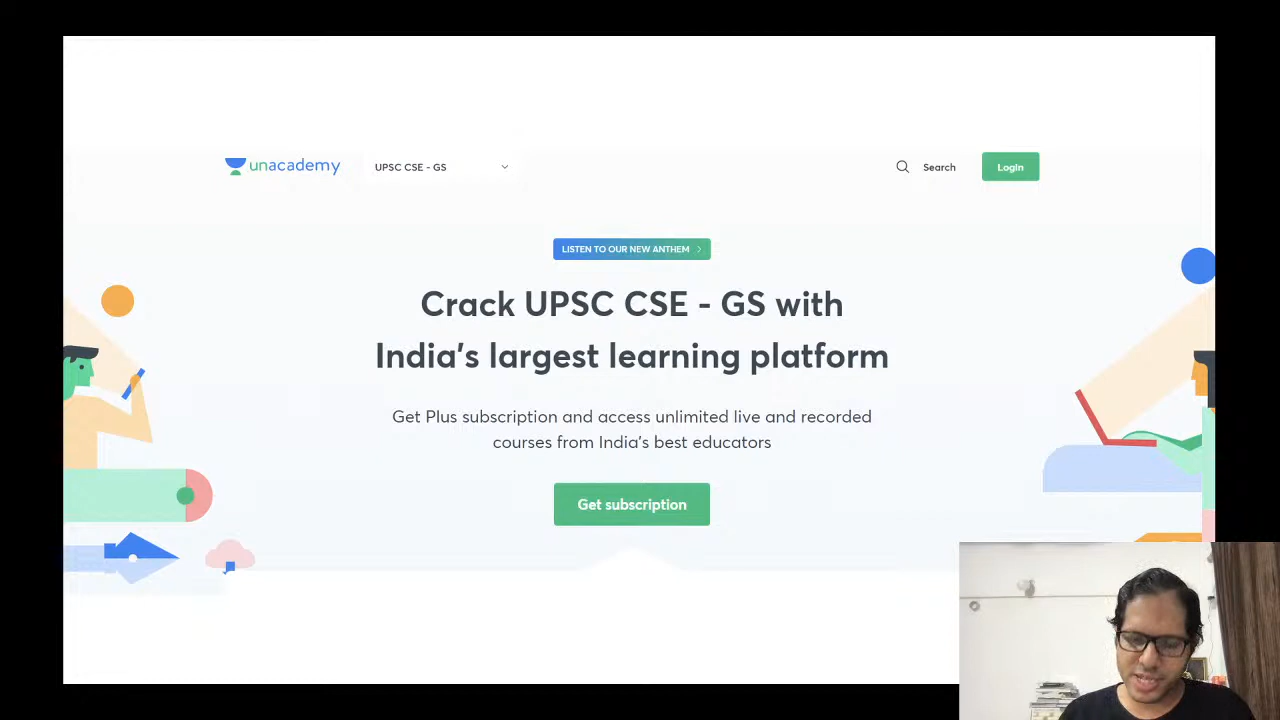 unacademy
UPSC CSE - GS
Search
Login
LISTEN TO OUR NEW ANTHEM
Crack UPSC CSE - GS with
India's largest learning platform
Get Plus subscription and access unlimited live and recorded
courses from India's best educators
Get subscription